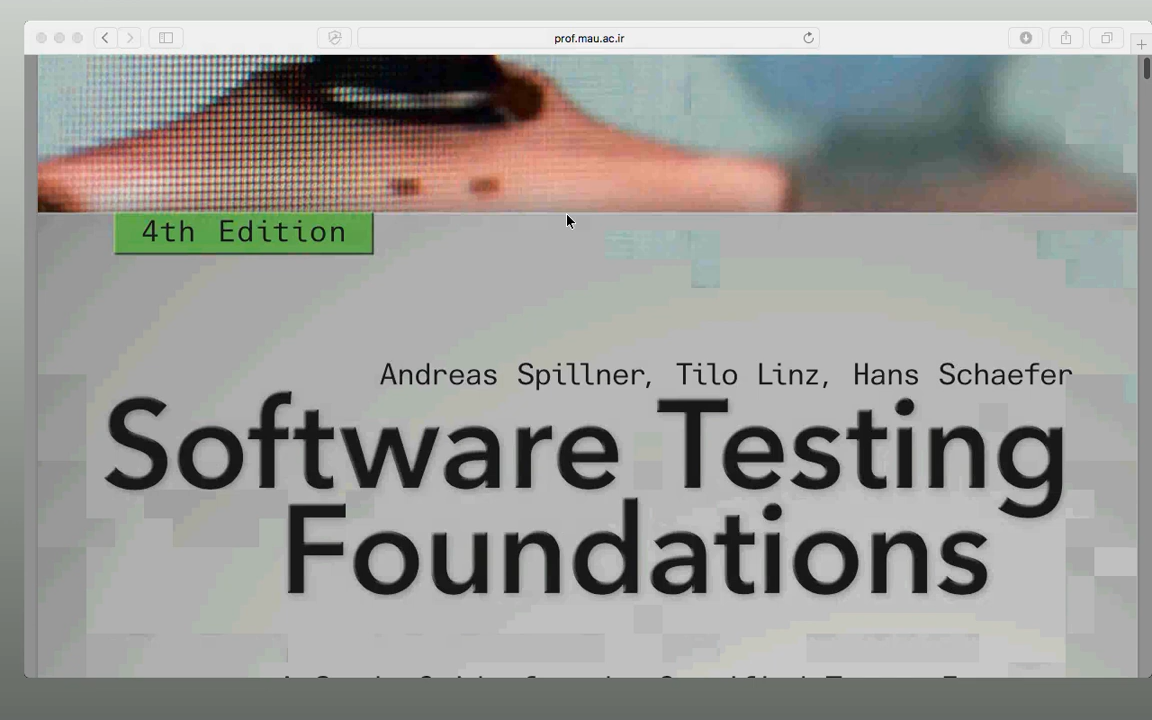 prof.mau.ac.ir
4th Edition
Andreas Spillner, Tilo Linz, Hans Schaefer
Software Testing
Foundations